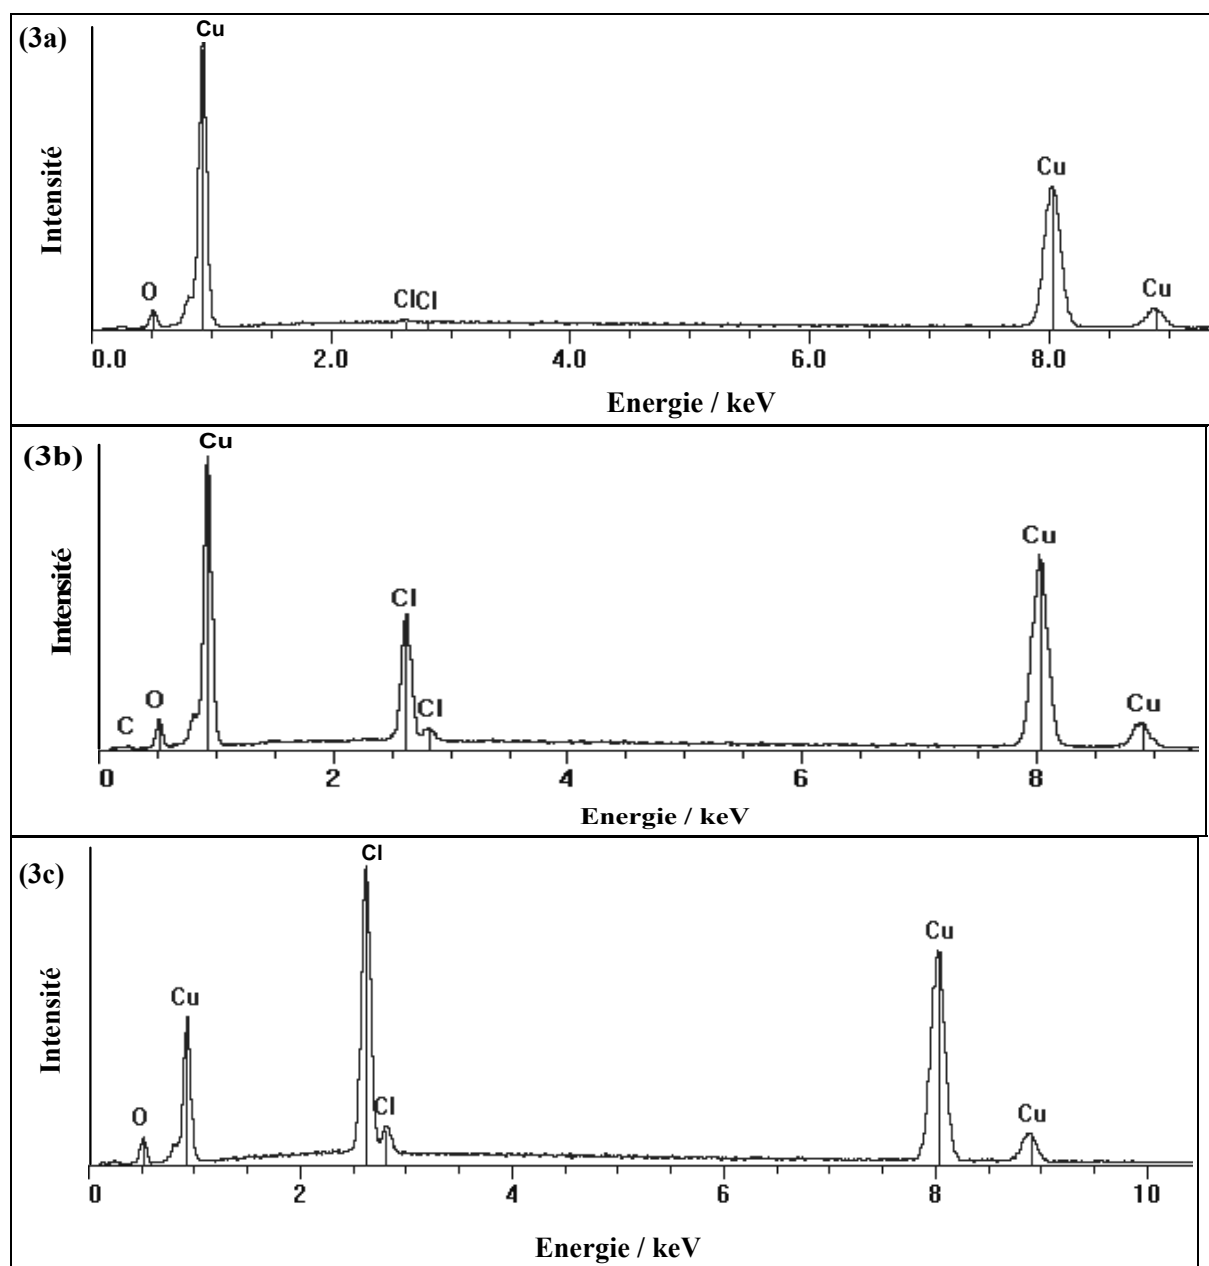 (3a)
Cu
Intensité
O
Cl Cl
Cu
Cu
0.0 2.0 4.0 6.0 8.0
Energie / keV
(3b)
Cu
Intensité
C O
Cl
Cl
Cu
Cu
0 2 4 6 8
Energie / keV
(3c)
Cl
Intensité
O
Cu
Cl
Cu
Cu
0 2 4 6 8 10
Energie / keV